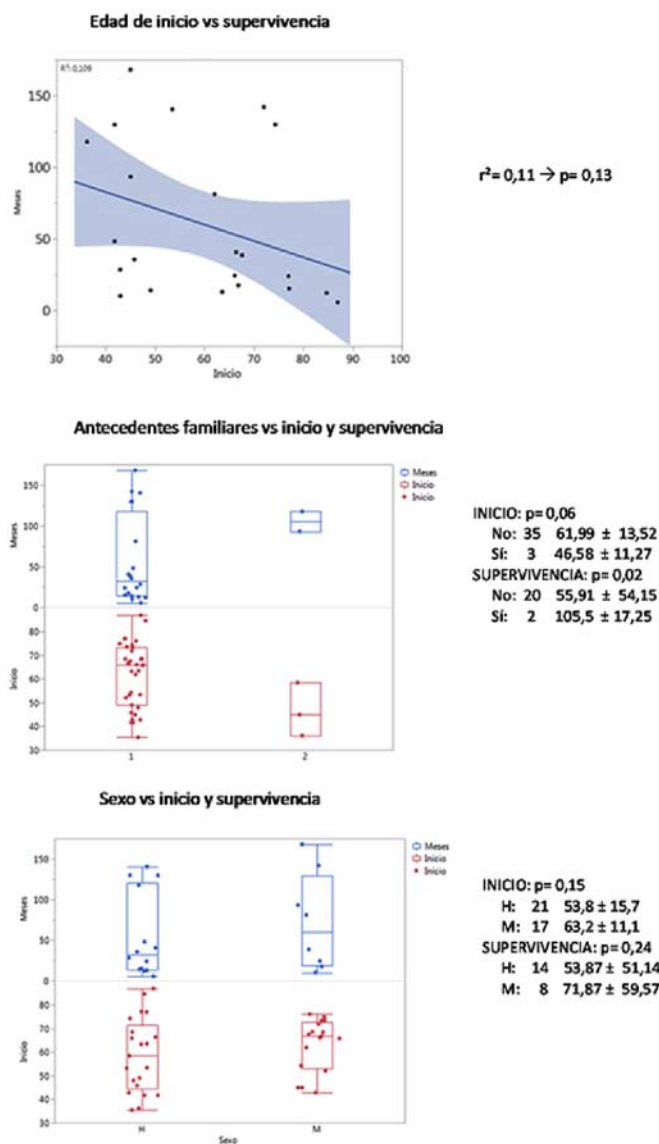 Edad de inicio vs supervivencia
R²: 0,109
150
100
50
0
Meses
30 40 50 60 70 80 90 100
Inicio
r²= 0,11 → p= 0,13
Antecedentes familiares vs inicio y supervivencia
Meses
Inicio
Inicio
150
100
50
0
Meses
80
70
60
50
40
30
Inicio
1 2
INICIO: p= 0,06
No: 35 61,99 ± 13,52
Sí: 3 46,58 ± 11,27
SUPERVIVENCIA: p= 0,02
No: 20 55,91 ± 54,15
Sí: 2 105,5 ± 17,25
Sexo vs inicio y supervivencia
Meses
Inicio
Inicio
150
100
50
0
Meses
90
80
70
60
50
40
30
Inicio
H M
Sexo
INICIO: p= 0,15
H: 21 53,8 ± 15,7
M: 17 63,2 ± 11,1
SUPERVIVENCIA: p= 0,24
H: 14 53,87 ± 51,14
M: 8 71,87 ± 59,57